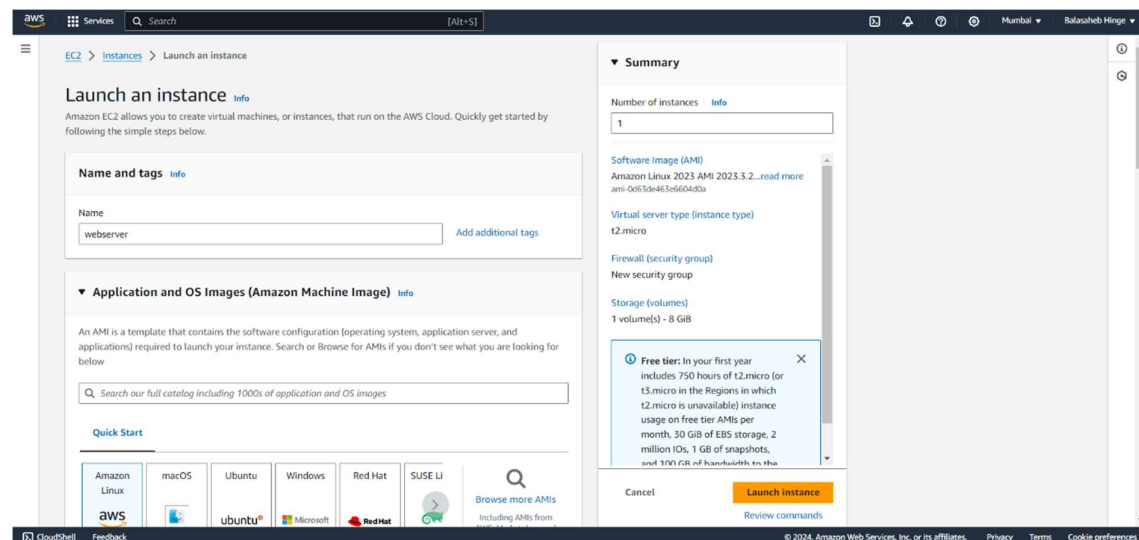 aws
Services
Search
[Alt+S]
Mumbai
Balasaheb Hinge
EC2 > Instances > Launch an instance
Launch an instance Info
Amazon EC2 allows you to create virtual machines, or instances, that run on the AWS Cloud. Quickly get started by
following the simple steps below.
Name and tags Info
Name
webserver
Add additional tags
Application and OS Images (Amazon Machine Image) Info
An AMI is a template that contains the software configuration (operating system, application server, and
applications) required to launch your instance. Search or Browse for AMIs if you don't see what you are looking for
below
Search our full catalog including 1000s of application and OS images
Quick Start
Amazon
Linux
aws
macOS
Ubuntu
ubuntu
Windows
Microsoft
Red Hat
Red Hat
SUSE Li
Browse more AMIs
Including AMIs from
Summary
Number of instances Info
1
Software Image (AMI)
Amazon Linux 2023 AMI 2023.3.2...read more
ami-0d63de463e6604d0a
Virtual server type (instance type)
t2.micro
Firewall (security group)
New security group
Storage (volumes)
1 volume(s) - 8 GiB
Free tier: In your first year
includes 750 hours of t2.micro (or
t3.micro in the Regions in which
t2.micro is unavailable) instance
usage on free tier AMIs per
month, 30 GiB of EBS storage, 2
million IOs, 1 GB of snapshots,
and 100 GB of bandwidth to the
Cancel
Launch instance
Review commands
CloudShell
Feedback
© 2024, Amazon Web Services, Inc. or its affiliates.
Privacy
Terms
Cookie preferences